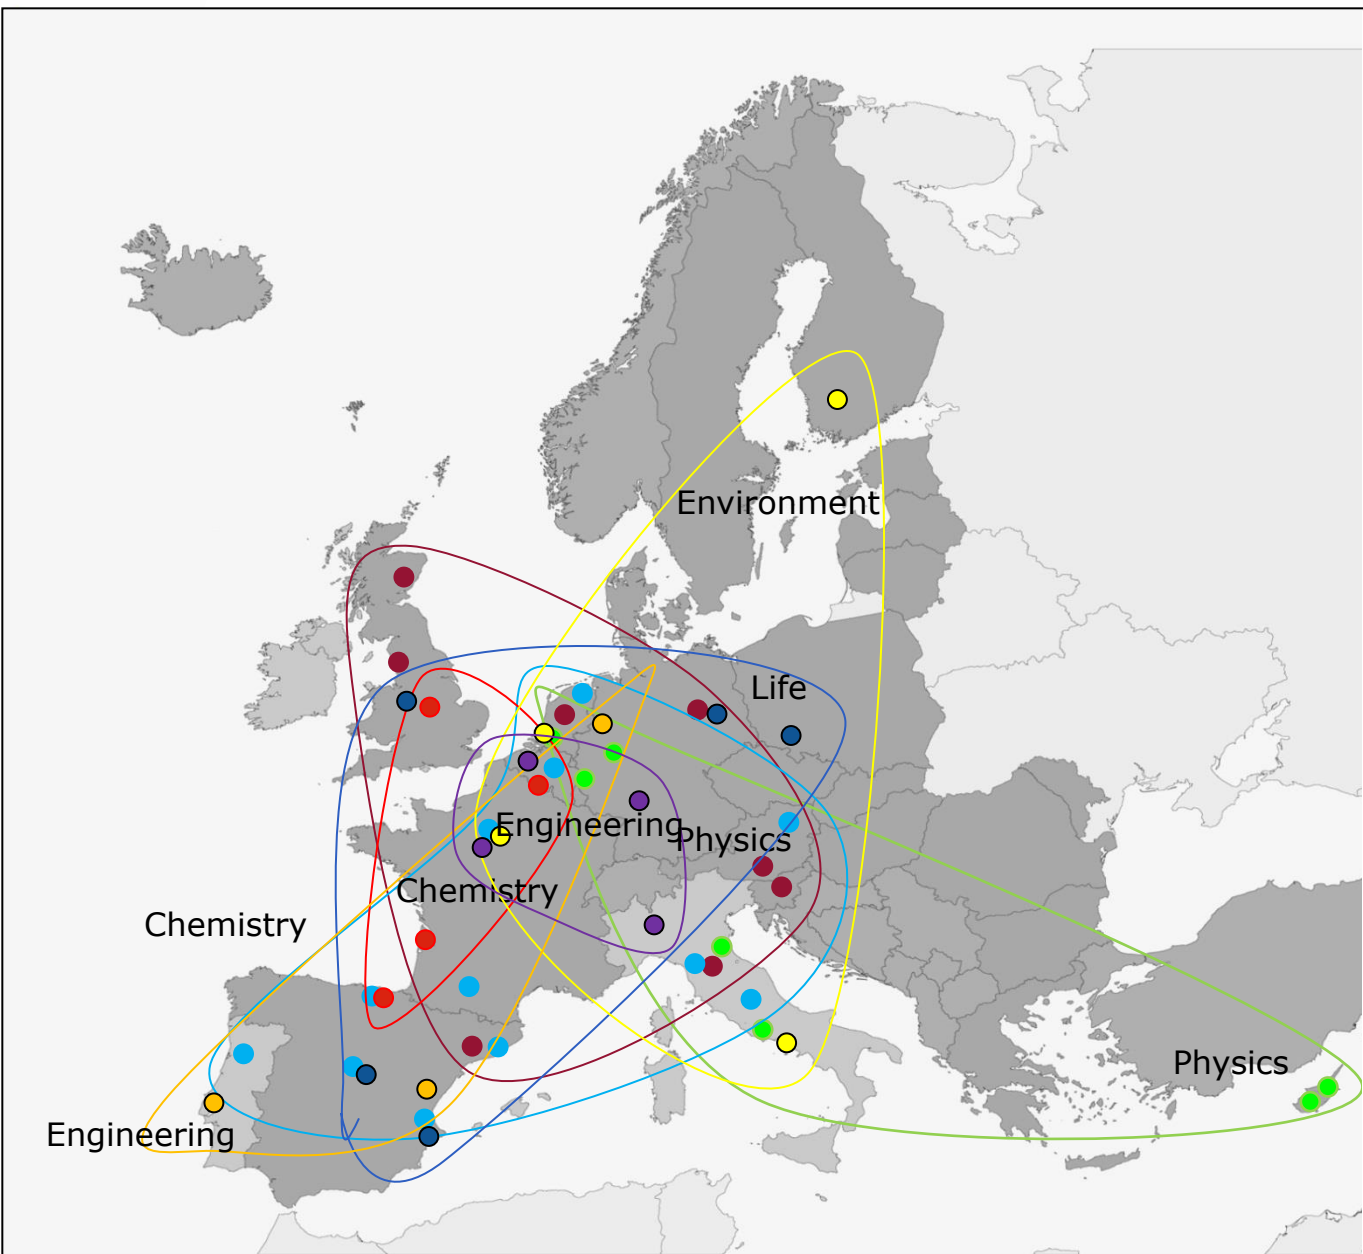 Environment
Life
Engineering
Physics
Chemistry
Chemistry
Physics
Engineering